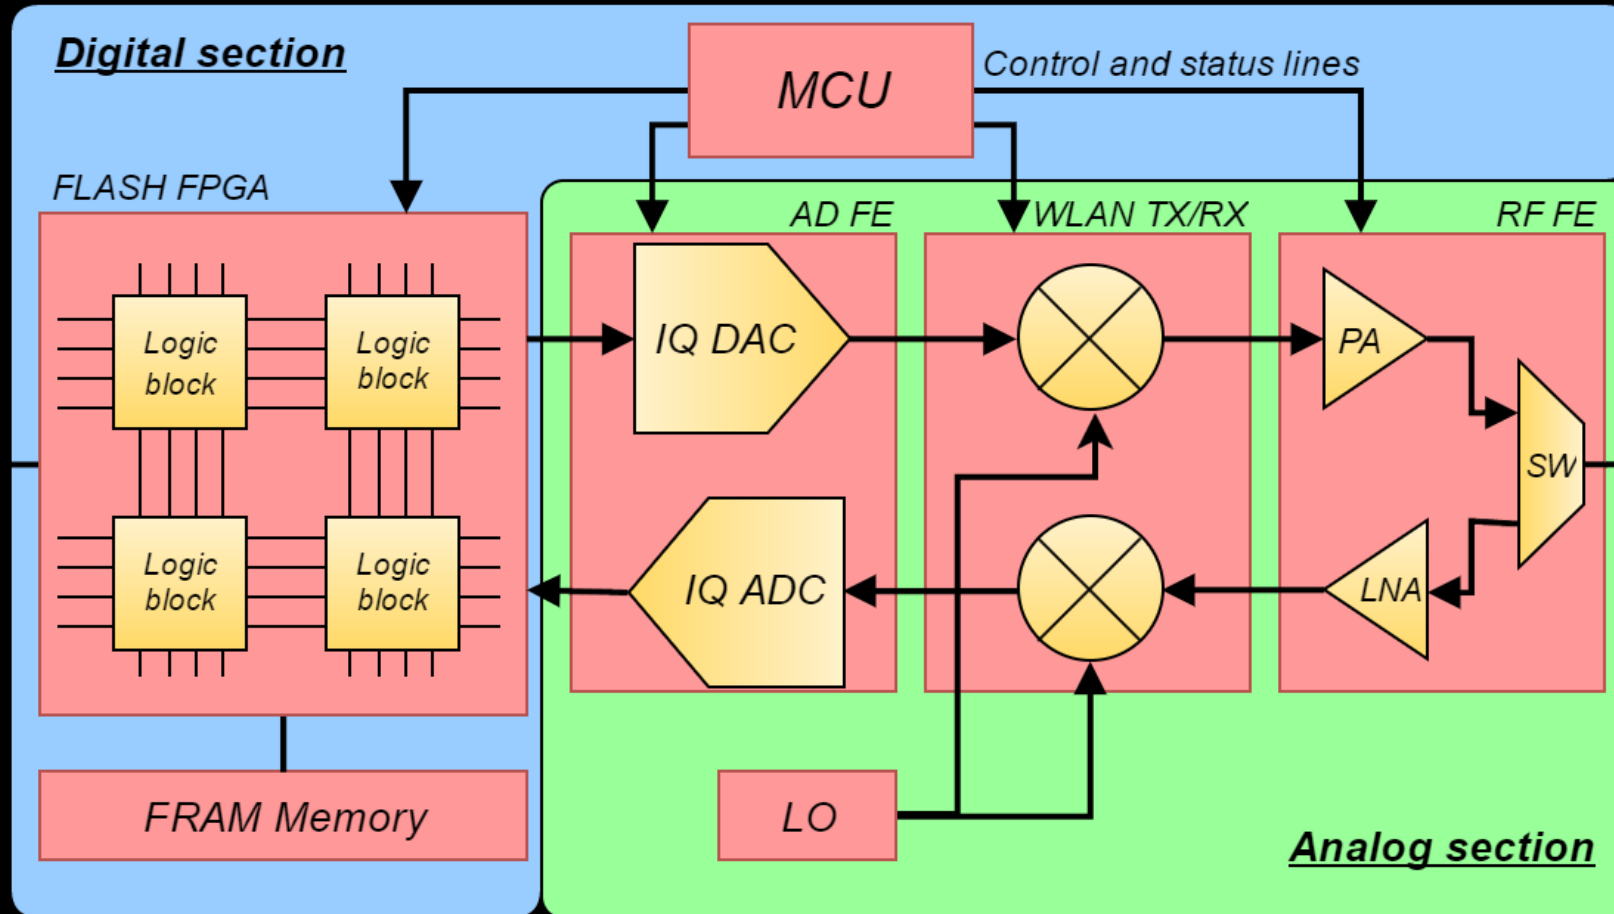 Digital section
MCU
Control and status lines
FLASH FPGA
AD FE
WLAN TX/RX
RF FE
Logic
block
Logic
block
IQ DAC
PA
SW
Logic
block
Logic
block
IQ ADC
LNA
FRAM Memory
LO
Analog section